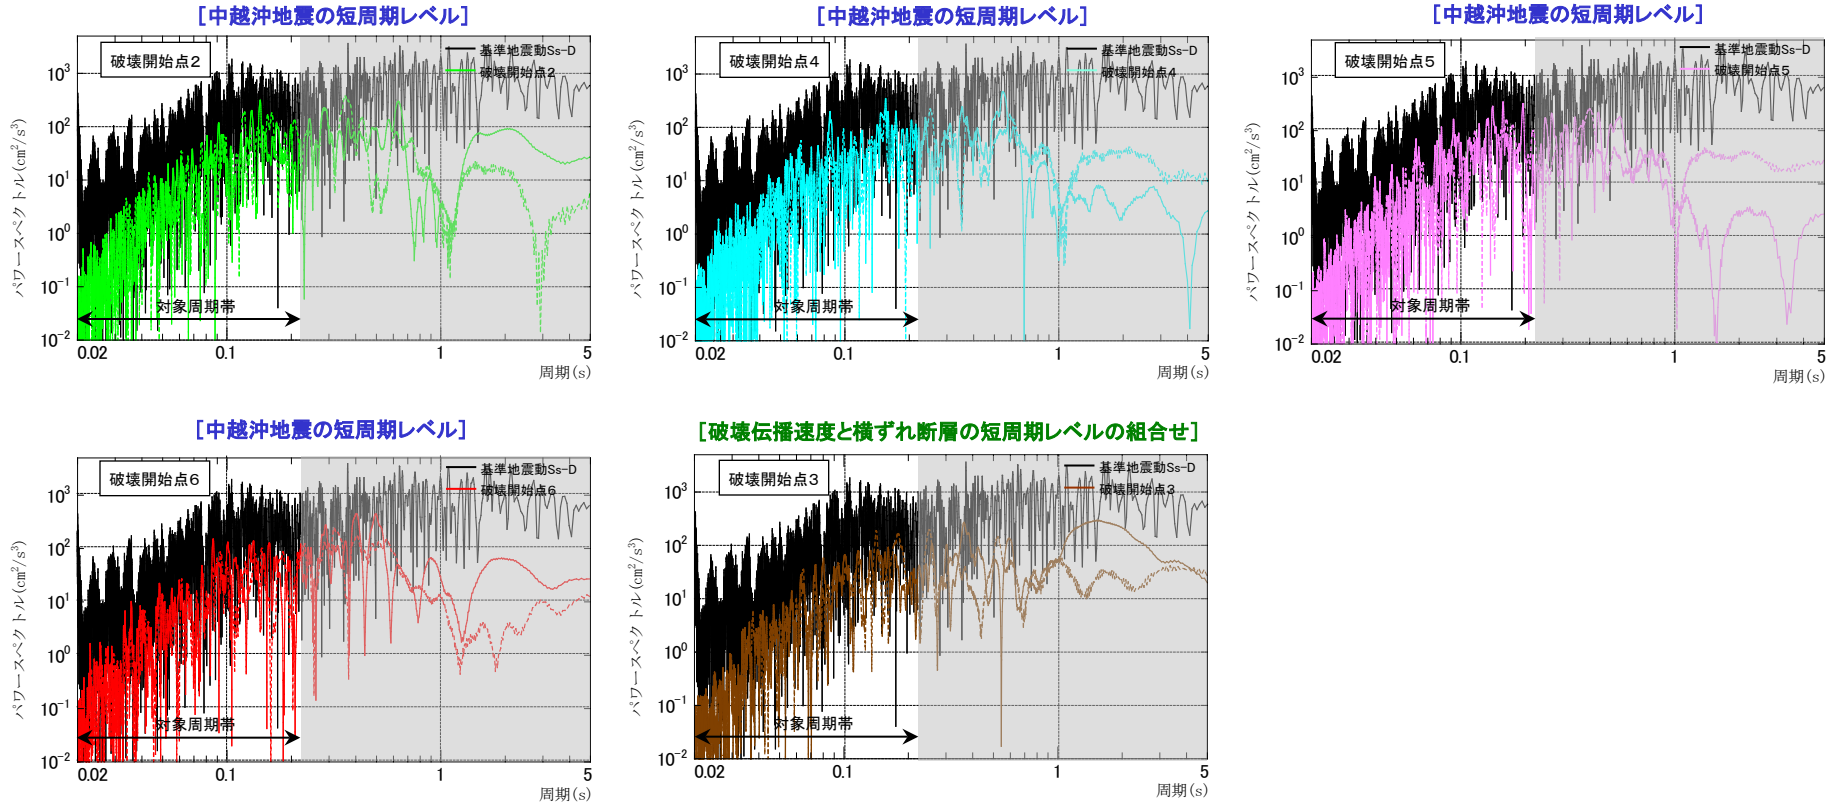 [中越沖地震の短周期レベル]
破壊開始点2
基準地震動Ss-D
破壊開始点2
パワースペクトル(cm²/s³)
10³
10²
10¹
10⁰
10⁻¹
10⁻²
対象周期帯
0.02 0.1 1 5
周期(s)
[中越沖地震の短周期レベル]
破壊開始点4
基準地震動Ss-D
破壊開始点4
パワースペクトル(cm²/s³)
10³
10²
10¹
10⁰
10⁻¹
10⁻²
対象周期帯
0.02 0.1 1 5
周期(s)
[中越沖地震の短周期レベル]
破壊開始点5
基準地震動Ss-D
破壊開始点5
パワースペクトル(cm²/s³)
10³
10²
10¹
10⁰
10⁻¹
10⁻²
対象周期帯
0.02 0.1 1 5
周期(s)
[中越沖地震の短周期レベル]
破壊開始点6
基準地震動Ss-D
破壊開始点6
パワースペクトル(cm²/s³)
10³
10²
10¹
10⁰
10⁻¹
10⁻²
対象周期帯
0.02 0.1 1 5
周期(s)
[破壊伝播速度と横ずれ断層の短周期レベルの組合せ]
破壊開始点3
基準地震動Ss-D
破壊開始点3
パワースペクトル(cm²/s³)
10³
10²
10¹
10⁰
10⁻¹
10⁻²
対象周期帯
0.02 0.1 1 5
周期(s)